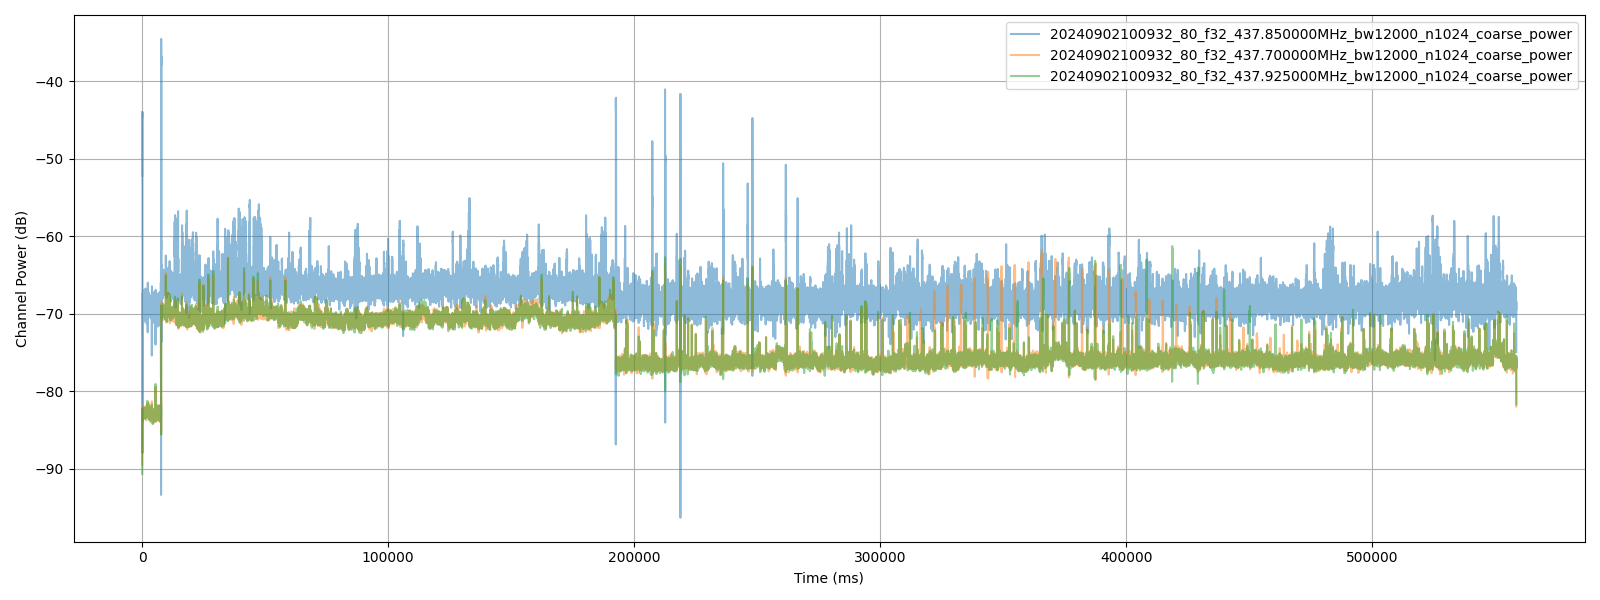 20240902100932_80_f32_437.850000MHz_bw12000_n1024_coarse_power
20240902100932_80_f32_437.700000MHz_bw12000_n1024_coarse_power
20240902100932_80_f32_437.925000MHz_bw12000_n1024_coarse_power
Channel Power (dB)
−40
−50
−60
−70
−80
−90
0 100000 200000 300000 400000 500000
Time (ms)